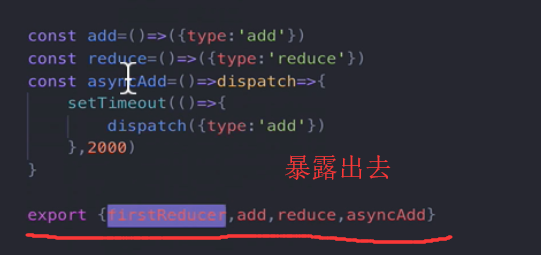 const add=()=>({type:'add'})
const reduce=()=>({type:'reduce'})
const asyncAdd=()=>dispatch=>{
setTimeout(()=>{
dispatch({type:'add'})
},2000)
}
暴露出去
export {firstReducer,add,reduce,asyncAdd}